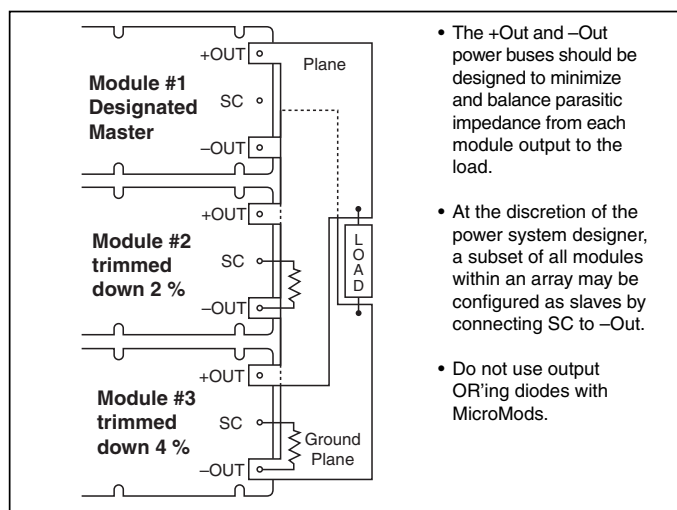 +OUT
Plane
Module #1
Designated
Master
SC
–OUT
+OUT
Module #2
trimmed
down 2 %
SC
–OUT
LOAD
+OUT
Module #3
trimmed
down 4 %
SC
Ground
Plane
–OUT
• The +Out and –Out
power buses should be
designed to minimize
and balance parasitic
impedance from each
module output to the
load.
• At the discretion of the
power system designer,
a subset of all modules
within an array may be
configured as slaves by
connecting SC to –Out.
• Do not use output
OR'ing diodes with
MicroMods.